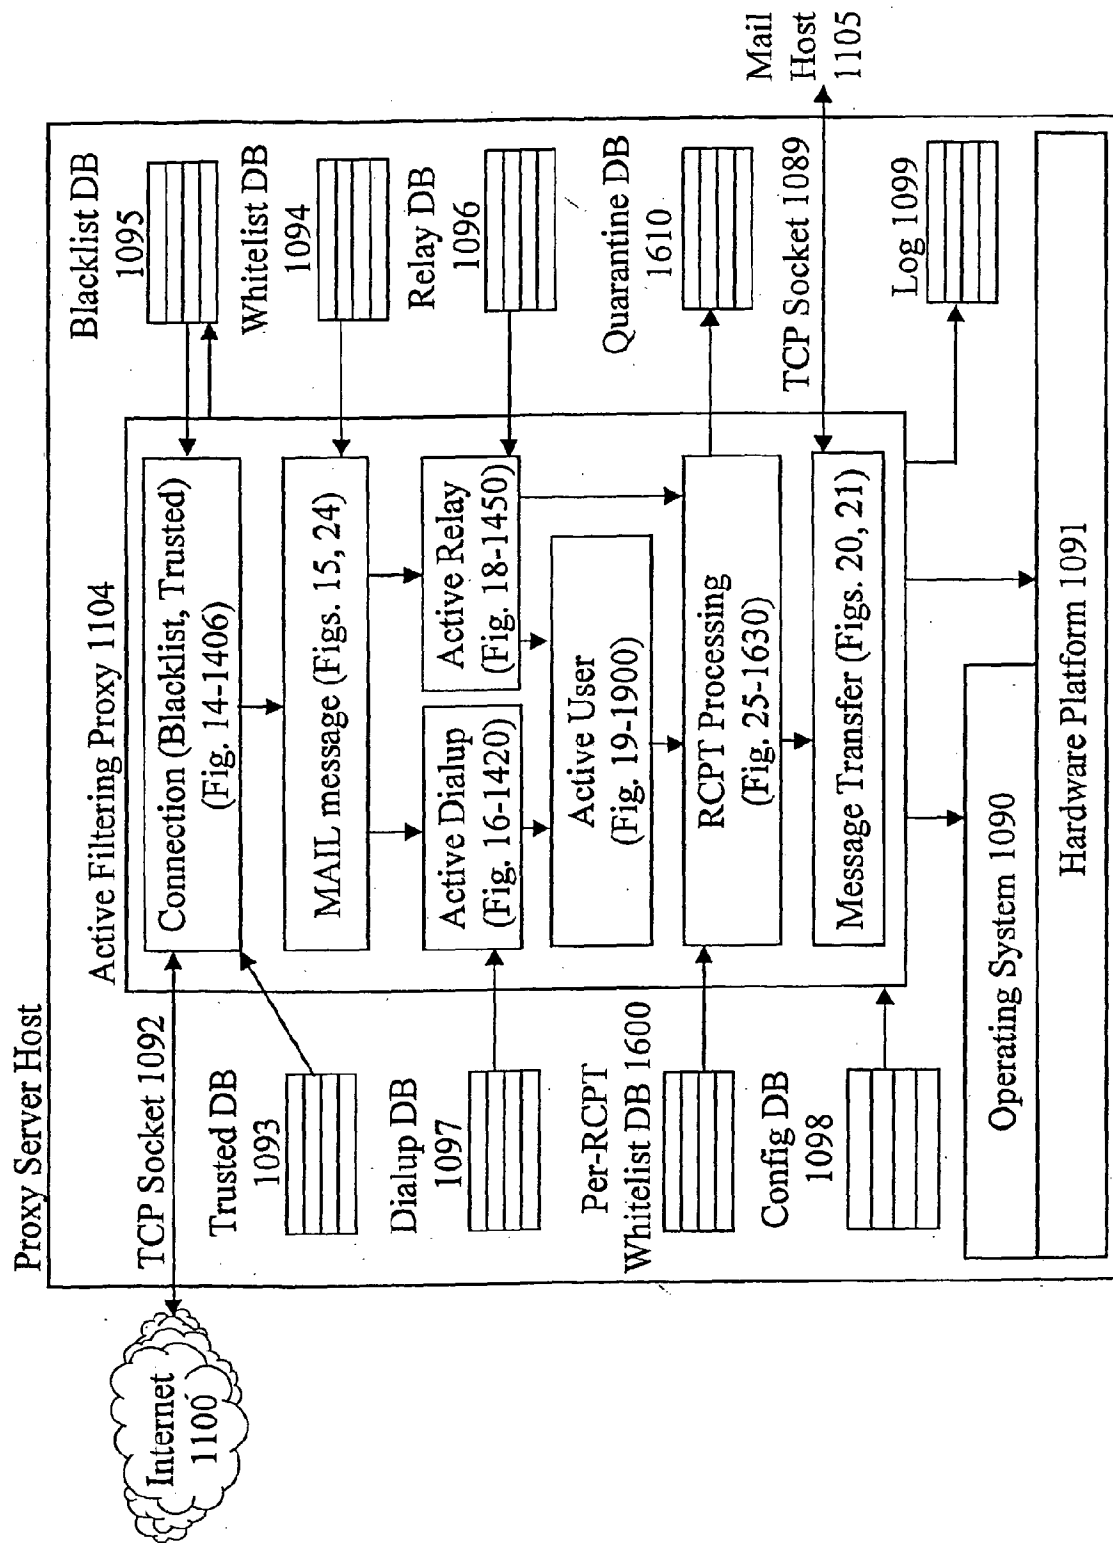 Proxy Server Host
Internet
1100
TCP Socket 1092
Active Filtering Proxy 1104
Blacklist DB
1095
Connection (Blacklist, Trusted)
(Fig. 14-1406)
Trusted DB
1093
Whitelist DB
1094
MAIL message (Figs. 15, 24)
Dialup DB
1097
Active Dialup
(Fig. 16-1420)
Active Relay
(Fig. 18-1450)
Relay DB
1096
Active User
(Fig. 19-1900)
Per-RCPT
Whitelist DB 1600
RCPT Processing
(Fig. 25-1630)
Quarantine DB
1610
Config DB
1098
Message Transfer (Figs. 20, 21)
TCP Socket 1089
Mail
Host
1105
Log 1099
Operating System 1090
Hardware Platform 1091